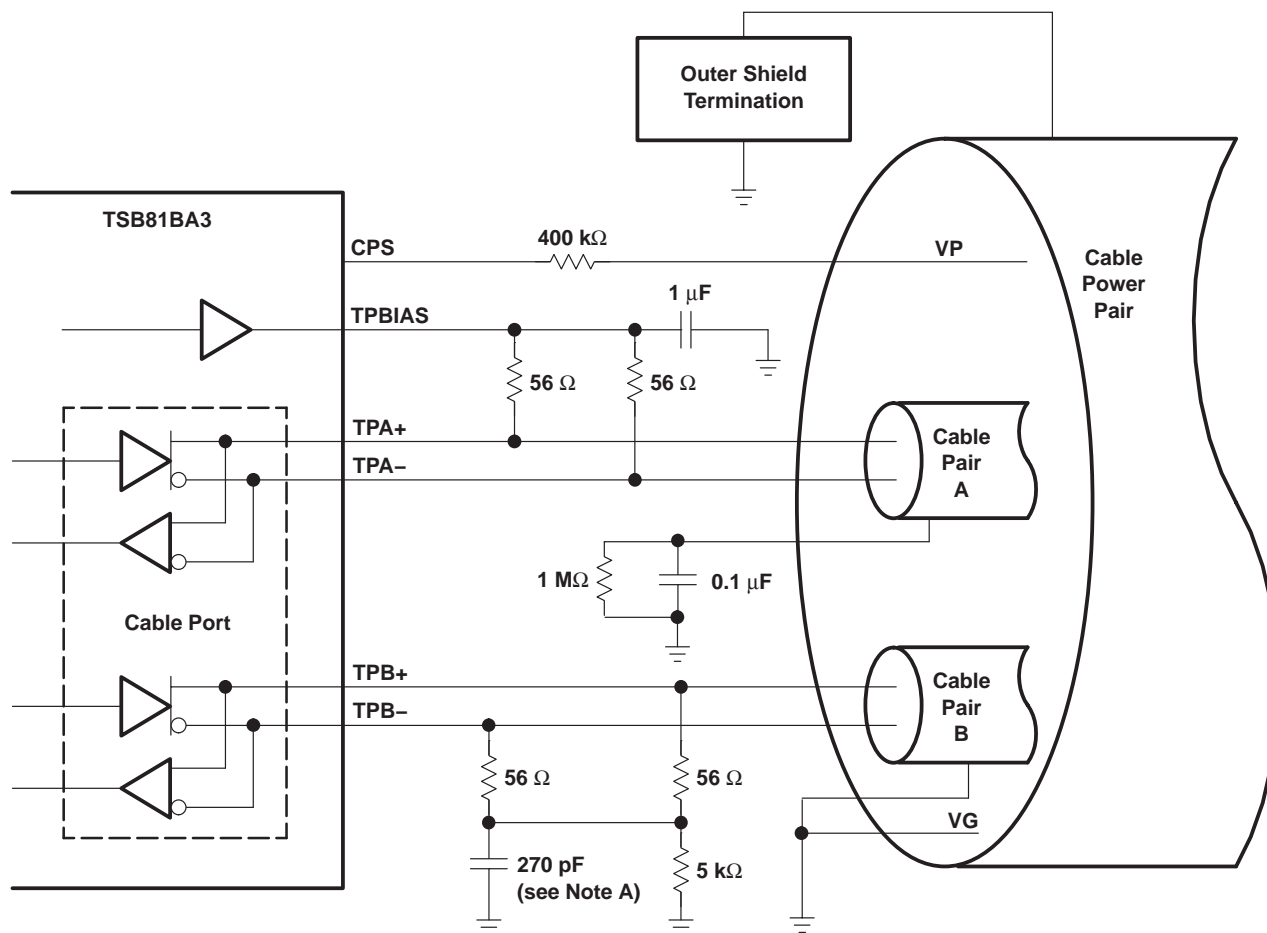 Outer Shield
Termination
TSB81BA3
CPS
400 kΩ
VP
Cable
Power
Pair
1 μF
TPBIAS
56 Ω
56 Ω
TPA+
TPA−
Cable
Pair
A
1 MΩ
0.1 μF
Cable Port
TPB+
TPB−
Cable
Pair
B
56 Ω
56 Ω
VG
270 pF
(see Note A)
5 kΩ